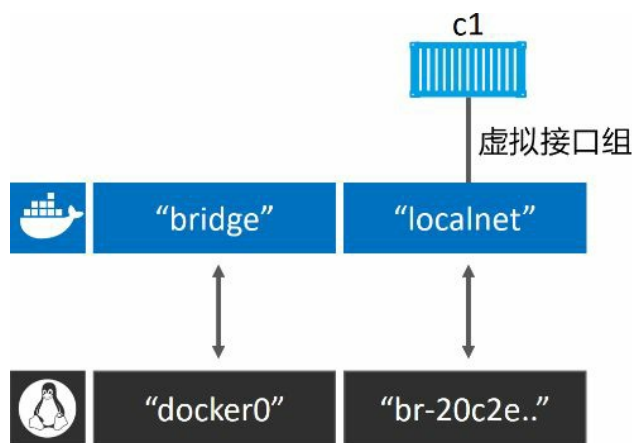 c1
虚拟接口组
“bridge”
“localnet”
“docker0”
“br-20c2e..”